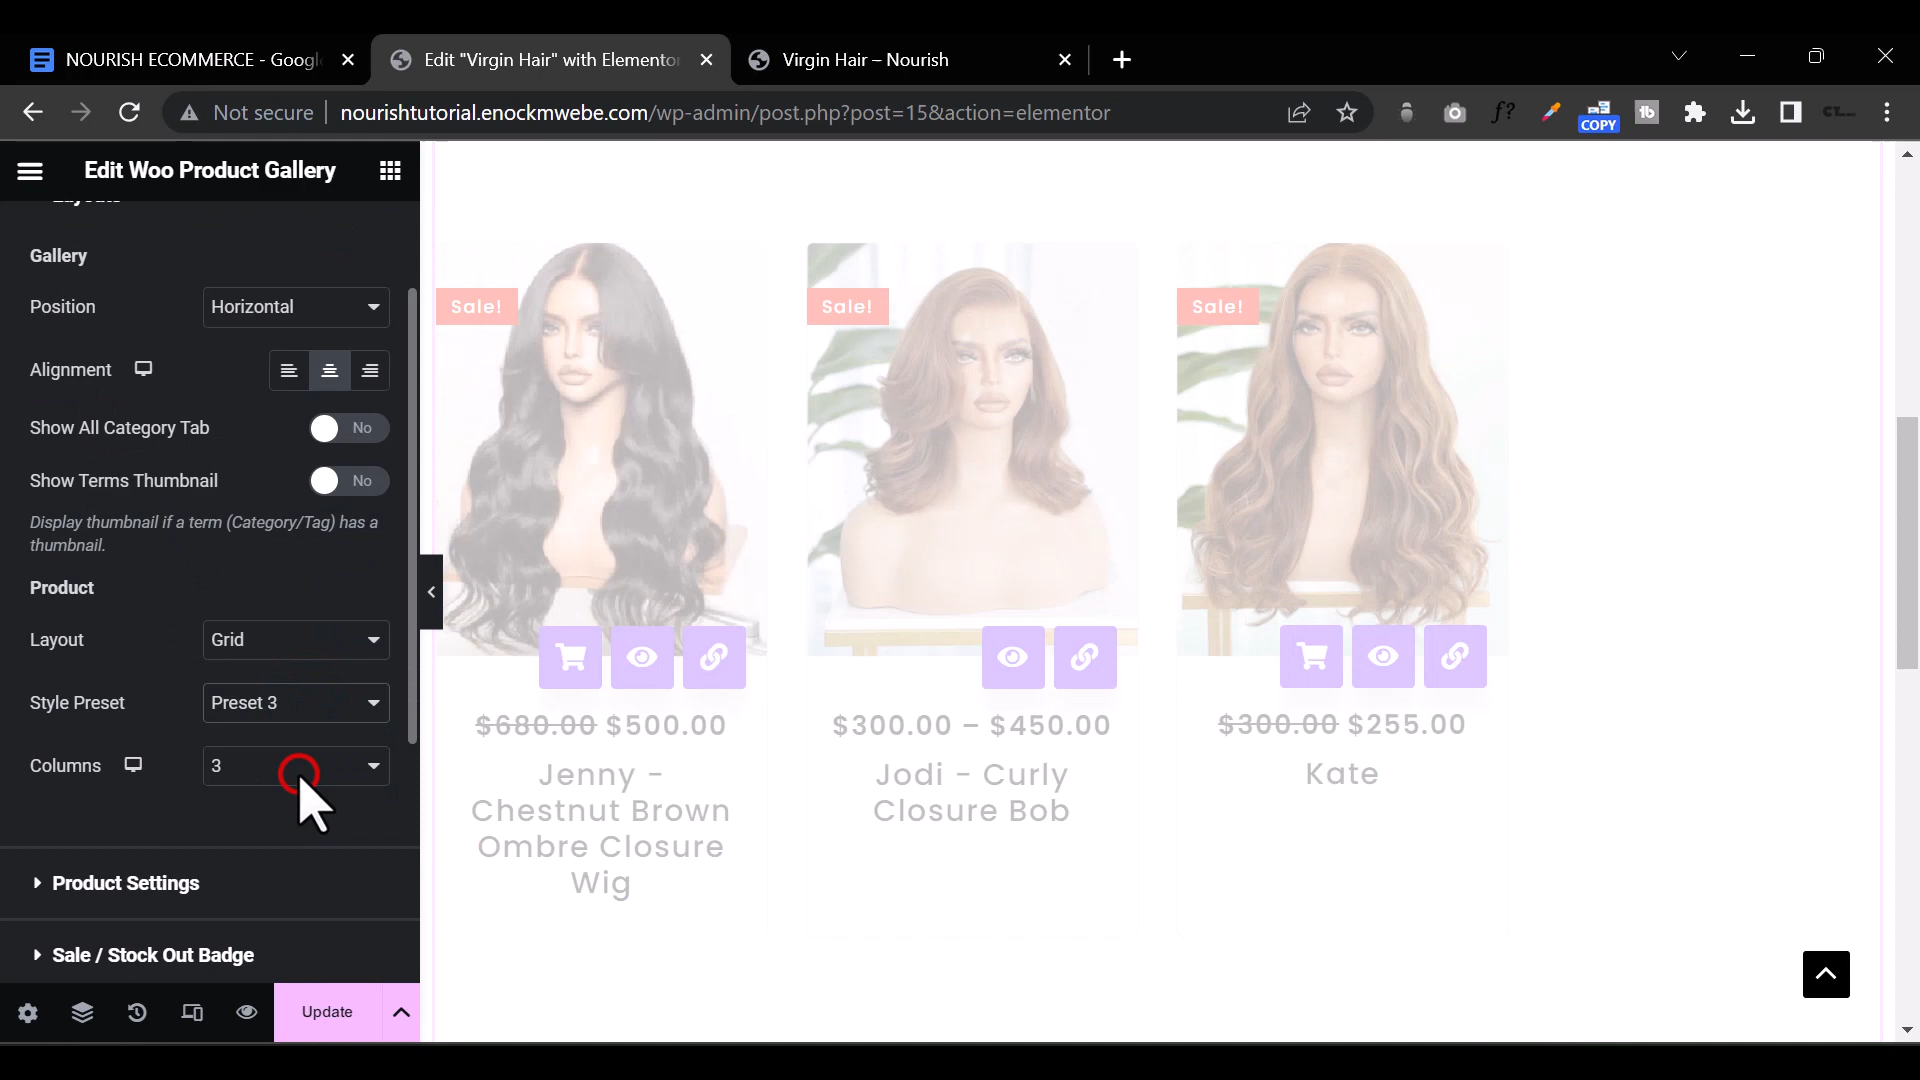 NOURISH ECOMMERCE - Googl
Edit "Virgin Hair" with Elementor
Virgin Hair – Nourish
Not secure
nourishtutorial.enockmwebe.com/wp-admin/post.php?post=15&action=elementor
f?
COPY
tb
Edit Woo Product Gallery
Layouts
Gallery
Position
Horizontal
Alignment
Show All Category Tab
No
Show Terms Thumbnail
No
Display thumbnail if a term (Category/Tag) has a
thumbnail.
Product
Layout
Grid
Style Preset
Preset 3
Columns
3
Product Settings
Sale / Stock Out Badge
Update
Sale!
$680.00 $500.00
Jenny -
Chestnut Brown
Ombre Closure
Wig
Sale!
$300.00 – $450.00
Jodi - Curly
Closure Bob
Sale!
$300.00 $255.00
Kate